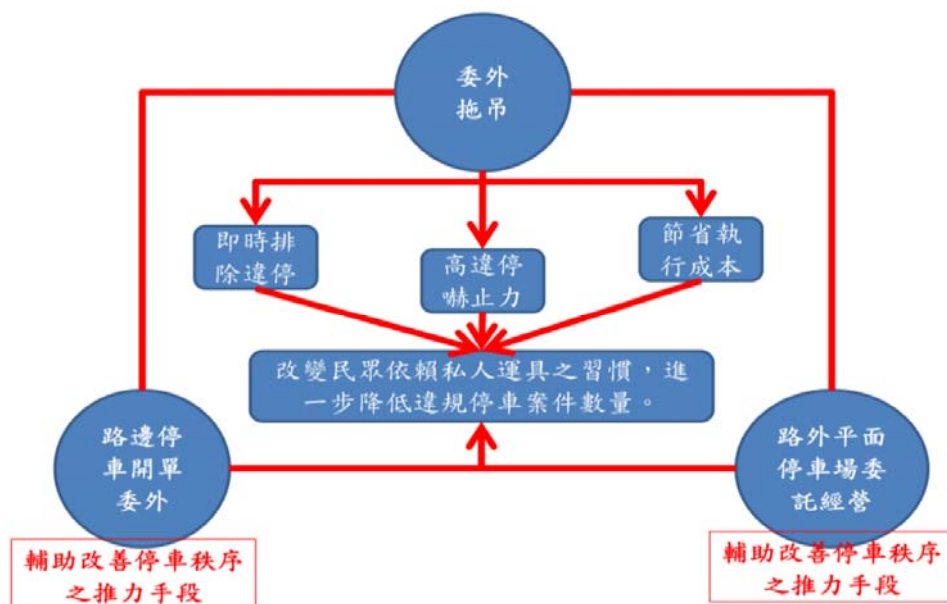 委外
拖吊
即時排
除違停
高違停
嚇止力
節省執
行成本
改變民眾依賴私人運具之習慣，進
一步降低違規停車案件數量。
路邊停
車開單
委外
路外平面
停車場委
託經營
輔助改善停車秩序
之推力手段
輔助改善停車秩序
之推力手段